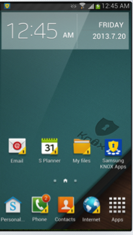 12:45 AM
12:45 AM
FRIDAY
2013.7.20
Email
31
S Planner
My files
Samsung
KNOX Apps
Personal..
Phone
Contacts
Internet
Apps